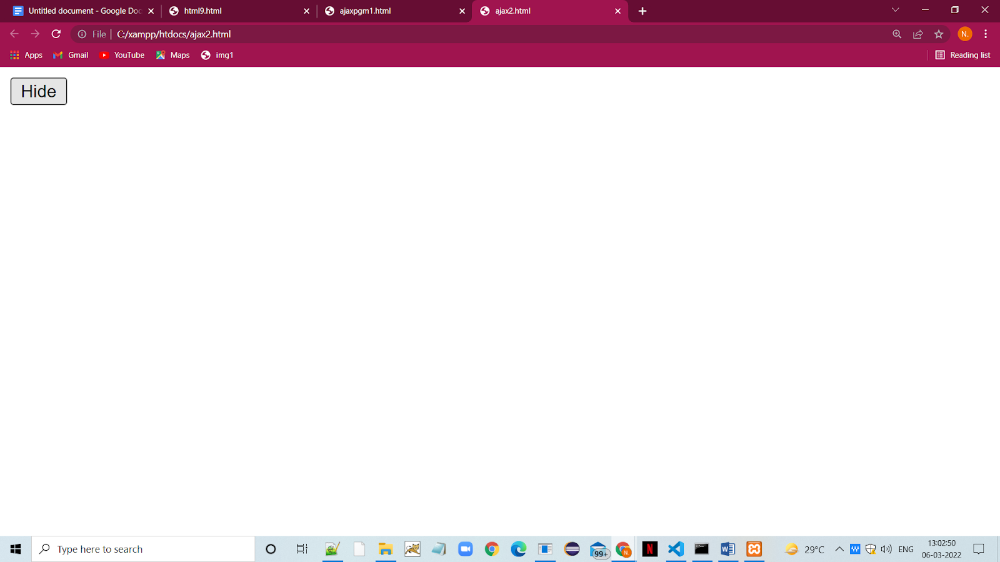 Untitled document - Google Doc
html9.html
ajaxpgm1.html
ajax2.html
File | C:/xampp/htdocs/ajax2.html
N.
Apps
Gmail
YouTube
Maps
img1
Reading list
Hide
Type here to search
99+
N.
N
29°C
ENG
13:02:50
06-03-2022